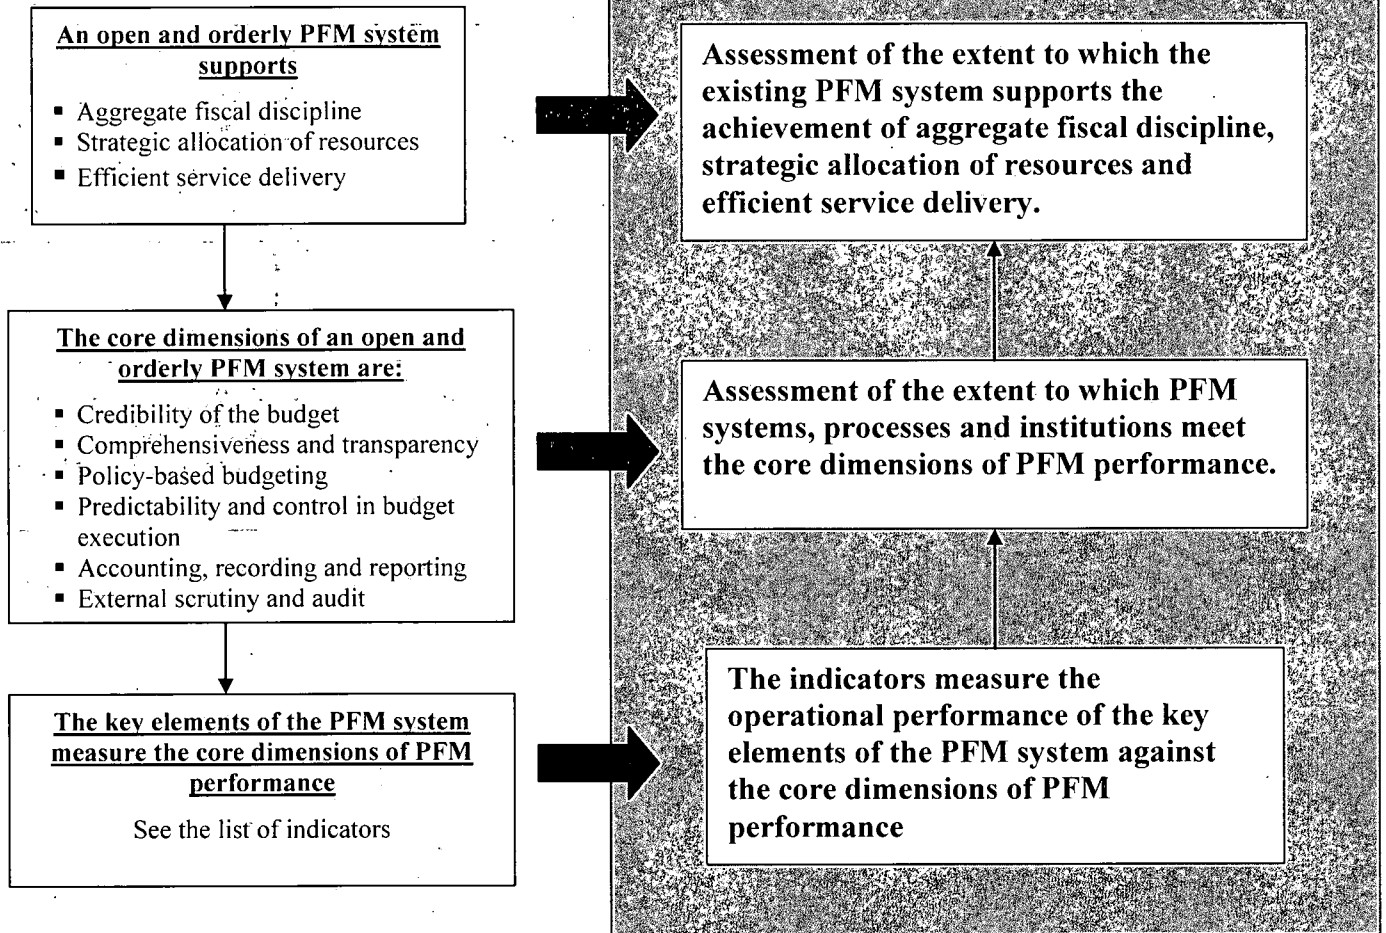 An open and orderly PFM system
supports
▪ Aggregate fiscal discipline
▪ Strategic allocation of resources
▪ Efficient service delivery
Assessment of the extent to which the
existing PFM system supports the
achievement of aggregate fiscal discipline,
strategic allocation of resources and
efficient service delivery.
The core dimensions of an open and
orderly PFM system are:
▪ Credibility of the budget
▪ Comprehensiveness and transparency
▪ Policy-based budgeting
▪ Predictability and control in budget
execution
▪ Accounting, recording and reporting
▪ External scrutiny and audit
Assessment of the extent to which PFM
systems, processes and institutions meet
the core dimensions of PFM performance.
The key elements of the PFM system
measure the core dimensions of PFM
performance
See the list of indicators
The indicators measure the
operational performance of the key
elements of the PFM system against
the core dimensions of PFM
performance